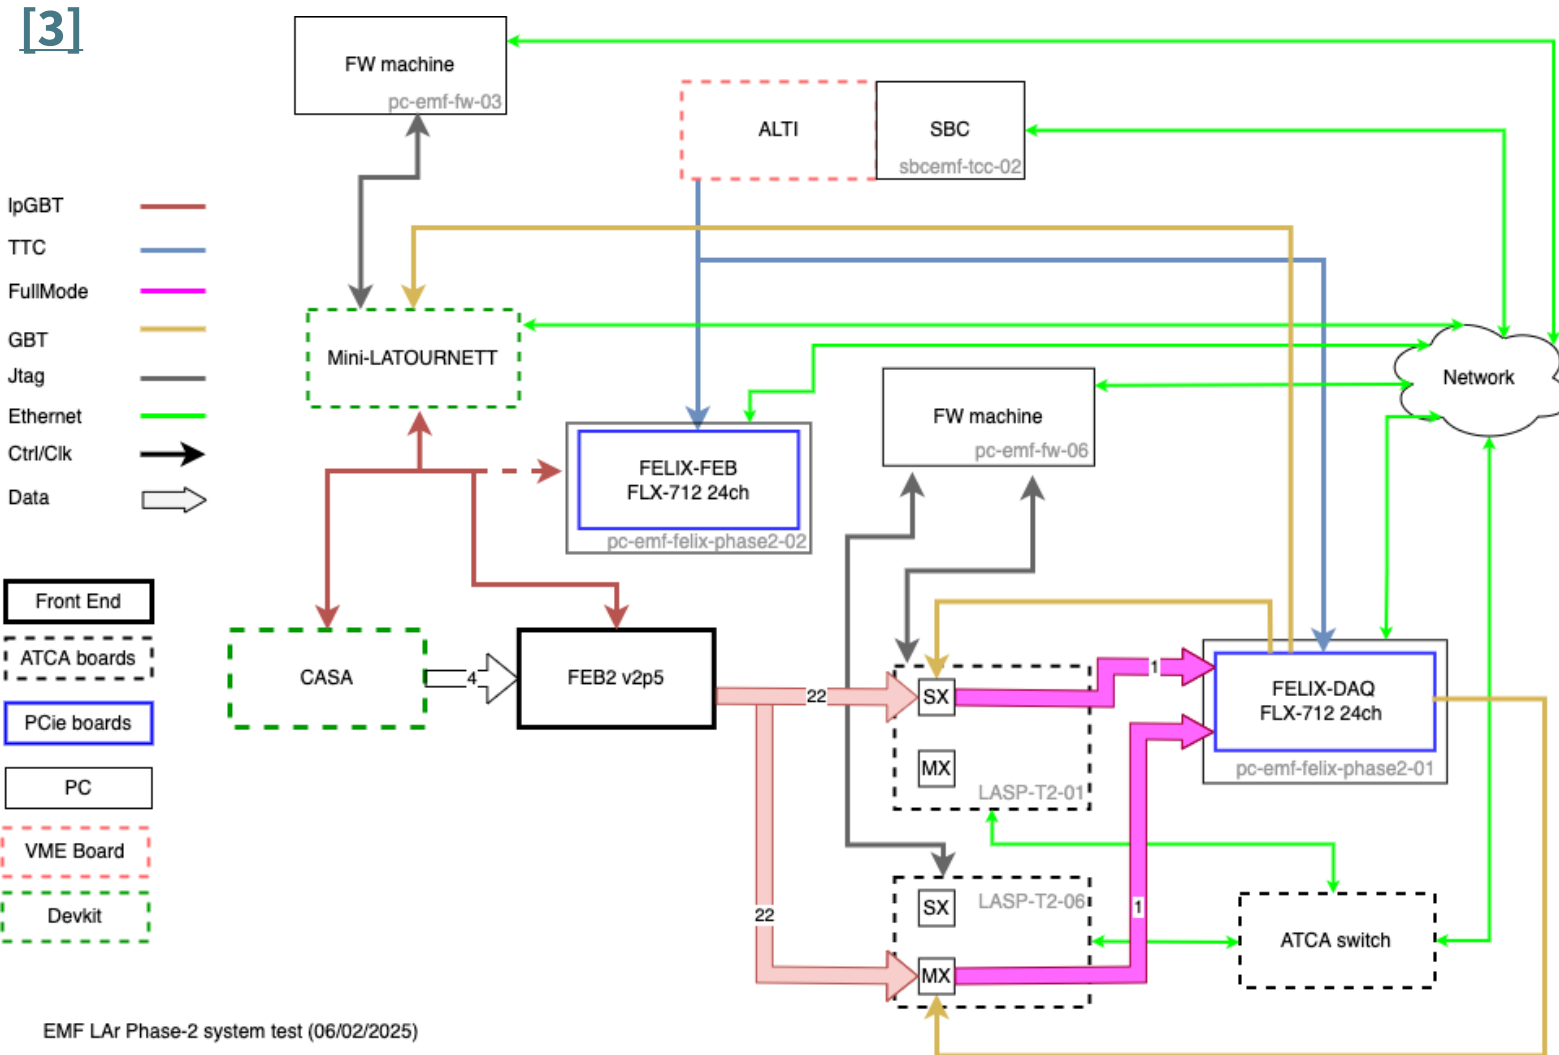 [3]
FW machine
pc-emf-fw-03
ALTI
SBC
sbcemf-tcc-02
lpGBT
TTC
FullMode
GBT
Jtag
Ethernet
Ctrl/Clk
Data
Mini-LATOURNETT
Network
FW machine
pc-emf-fw-06
FELIX-FEB
FLX-712 24ch
pc-emf-felix-phase2-02
Front End
ATCA boards
PCie boards
PC
VME Board
Devkit
CASA
4
FEB2 v2p5
22
SX
MX
LASP-T2-01
1
FELIX-DAQ
FLX-712 24ch
pc-emf-felix-phase2-01
22
SX
LASP-T2-06
MX
1
ATCA switch
EMF LAr Phase-2 system test (06/02/2025)